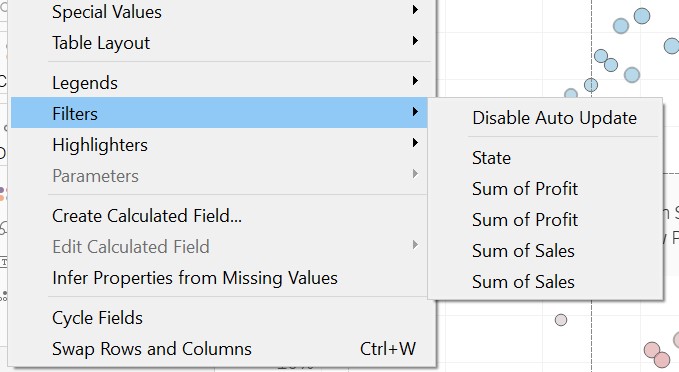 Special Values
Table Layout
Legends
Filters
Highlighters
Parameters
Create Calculated Field...
Edit Calculated Field
Infer Properties from Missing Values
Cycle Fields
Swap Rows and Columns Ctrl+W
Disable Auto Update
State
Sum of Profit
Sum of Profit
Sum of Sales
Sum of Sales